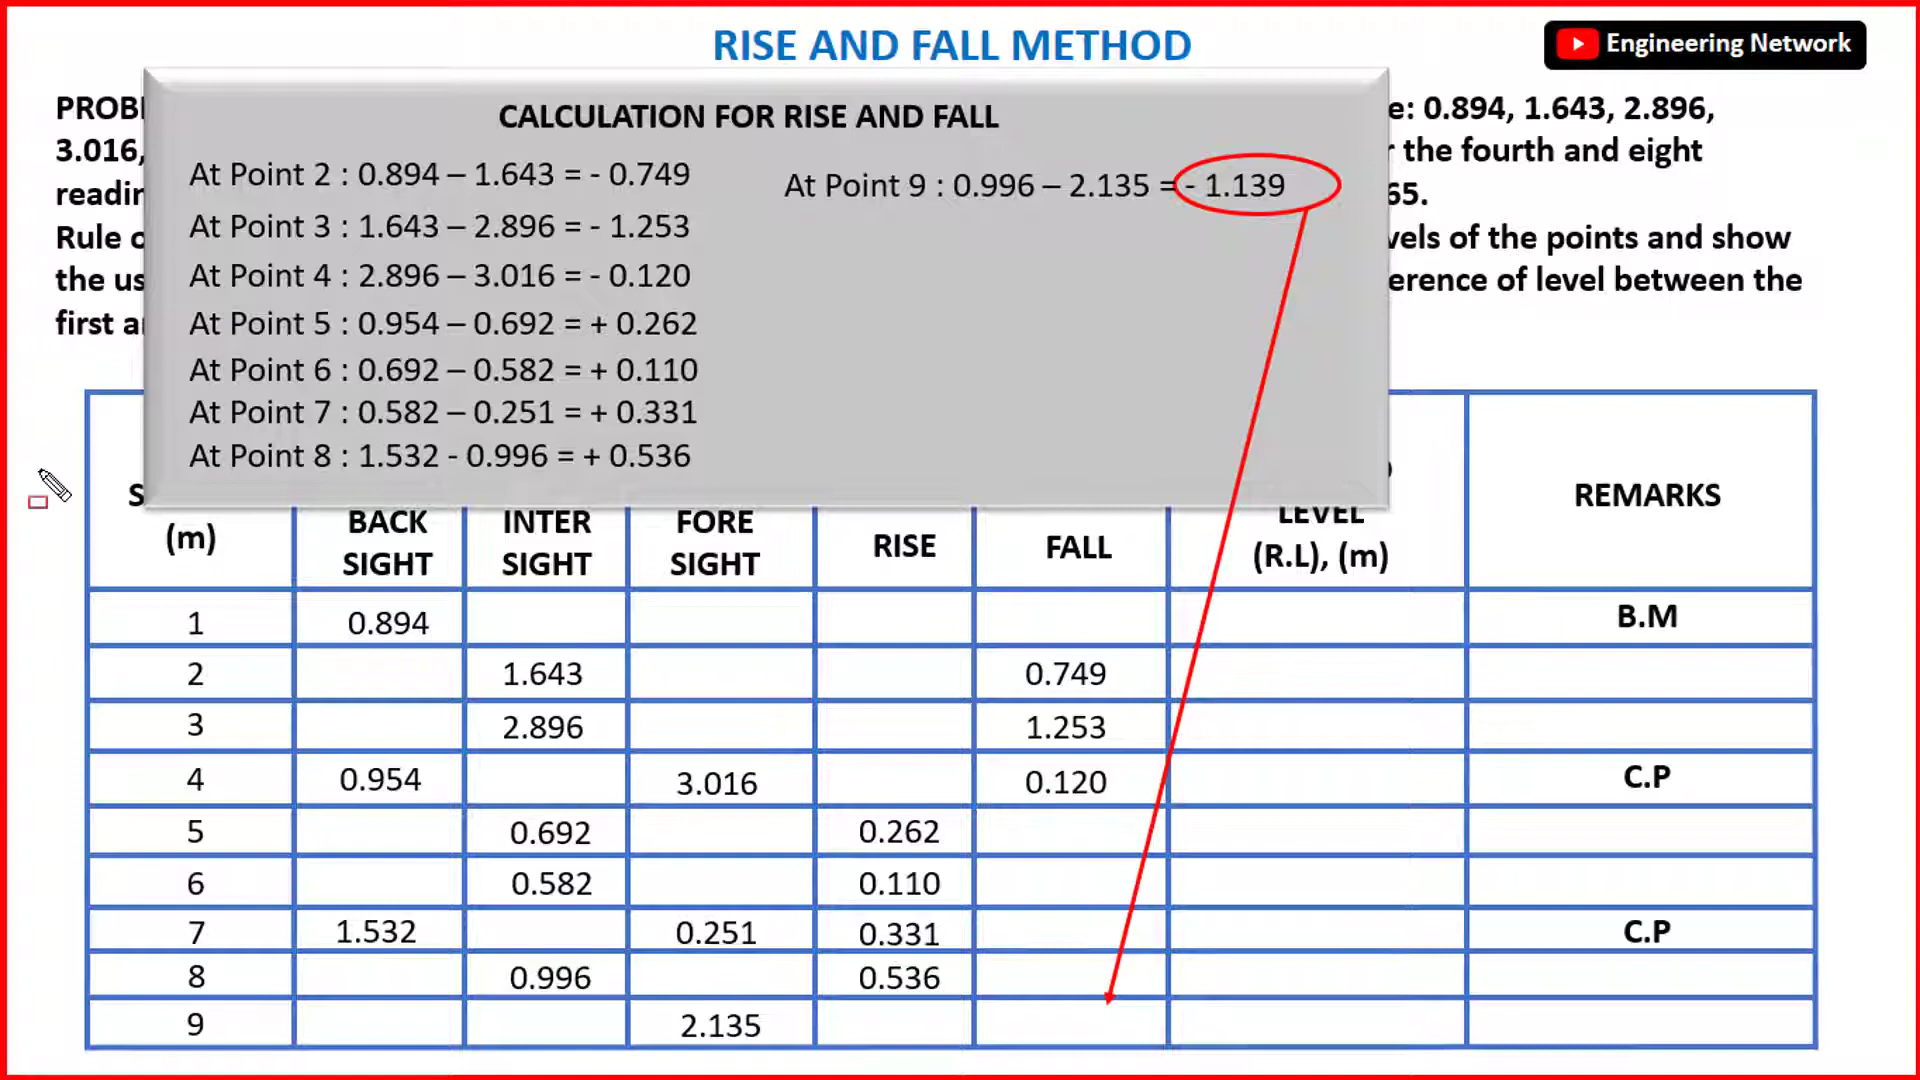 RISE AND FALL METHOD
Engineering Network
CALCULATION FOR RISE AND FALL
At Point 2 : 0.894 – 1.643 = - 0.749
At Point 3 : 1.643 – 2.896 = - 1.253
At Point 4 : 2.896 – 3.016 = - 0.120
At Point 5 : 0.954 – 0.692 = + 0.262
At Point 6 : 0.692 – 0.582 = + 0.110
At Point 7 : 0.582 – 0.251 = + 0.331
At Point 8 : 1.532 - 0.996 = + 0.536
At Point 9 : 0.996 – 2.135 = - 1.139
0.894, 1.643, 2.896,
3.016, the fourth and eight
65.
Rule of the points and show
the of level between the
first
(m) BACK SIGHT INTER SIGHT FORE SIGHT RISE FALL LEVEL (R.L), (m) REMARKS
1 0.894 B.M
2 1.643 0.749
3 2.896 1.253
4 0.954 3.016 0.120 C.P
5 0.692 0.262
6 0.582 0.110
7 1.532 0.251 0.331 C.P
8 0.996 0.536
9 2.135